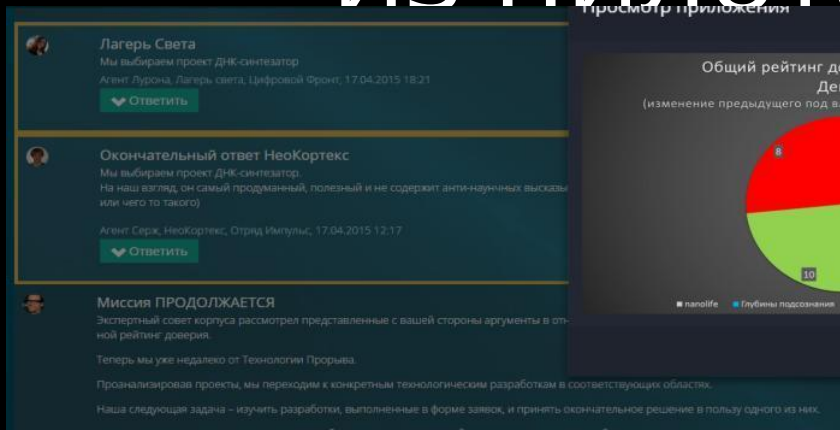 Просмотр приложения
Лагерь Света
Мы выбираем проект ДНК-синтезатор
Агент Лурона, Лагерь света, Цифровой Фронт, 17.04.2015 18:21
Ответить
Окончательный ответ НеоКортекс
Мы выбираем проект ДНК-синтезатор.
На наш взгляд, он самый продуманный, полезный и не содержит анти-наунчных высказы
или чего то такого)
Агент Серж, НеоКортекс, Отряд Импульс, 17.04.2015 12:17
Ответить
Миссия ПРОДОЛЖАЕТСЯ
Экспертный совет корпуса рассмотрел представленные с вашей стороны аргументы в отн
ной рейтинг доверия.
Теперь мы уже недалеко от Технологии Прорыва.
Проанализировав проекты, мы переходим к конкретным технологическим разработкам в соответствующих областях.
Наша следующая задача – изучить разработки, выполненные в форме заявок, и принять окончательное решение в пользу одного из них.
Общий рейтинг до
Де
(изменение предыдущего под в
8
10
nanolife Глубины подсознания